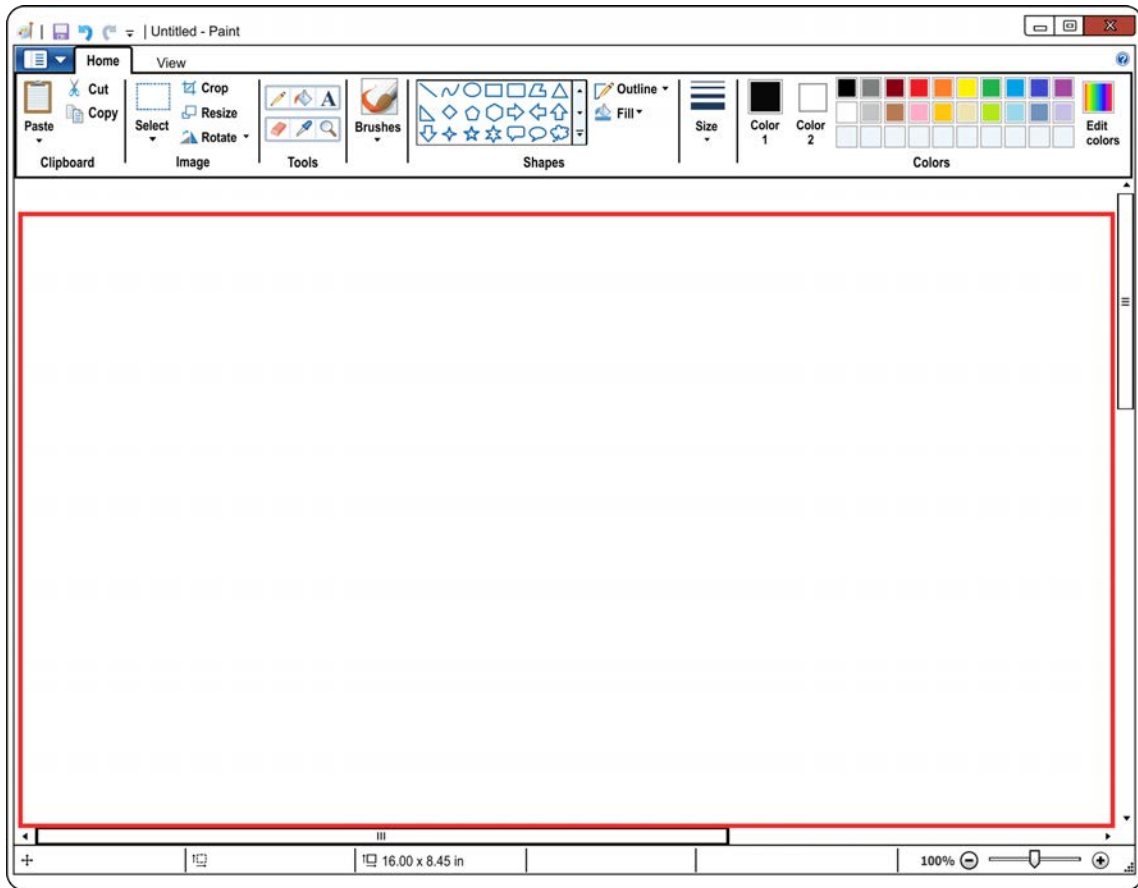 Untitled - Paint
Home View
Cut
Copy
Paste
Clipboard
Select
Crop
Resize
Rotate
Image
A
Tools
Brushes
Shapes
Outline
Fill
Size
Color 1
Color 2
Colors
Edit colors
16.00 x 8.45 in
100%